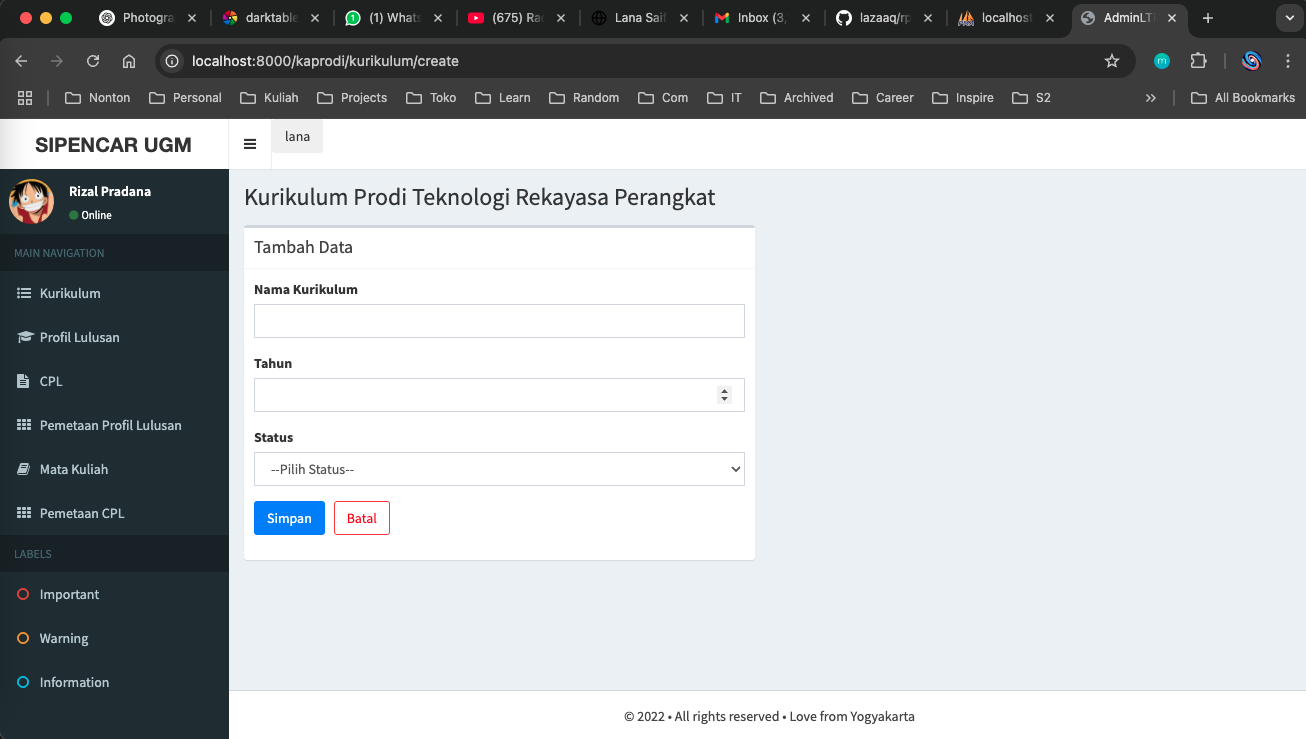 Photogra
darktable
(1) Whats
(675) Rac
Lana Saif
Inbox (3,
lazaaq/rp
localhost
AdminLT
localhost:8000/kaprodi/kurikulum/create
m
Nonton
Personal
Kuliah
Projects
Toko
Learn
Random
Com
IT
Archived
Career
Inspire
S2
All Bookmarks
SIPENCAR UGM
lana
Rizal Pradana
Online
MAIN NAVIGATION
Kurikulum
Profil Lulusan
CPL
Pemetaan Profil Lulusan
Mata Kuliah
Pemetaan CPL
LABELS
Important
Warning
Information
Kurikulum Prodi Teknologi Rekayasa Perangkat
Tambah Data
Nama Kurikulum
Tahun
Status
--Pilih Status--
Simpan
Batal
© 2022 • All rights reserved • Love from Yogyakarta